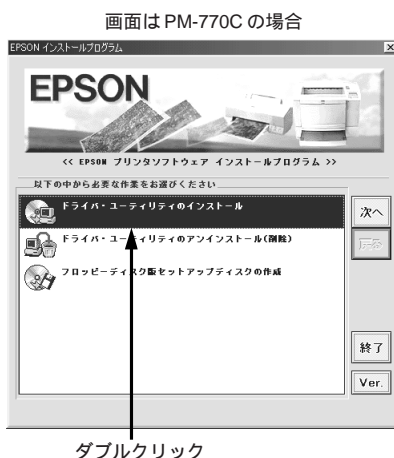 画面は PM-770C の場合
EPSON インストールプログラム
EPSON
<< EPSON プリンタソフトウェア インストールプログラム >>
以下の中から必要な作業をお選びください
ドライバ・ユーティリティのインストール
次へ
ドライバ・ユーティリティのアンインストール(削除)
戻る
フロッピーディスク版セットアップディスクの作成
終了
Ver.
ダブルクリック